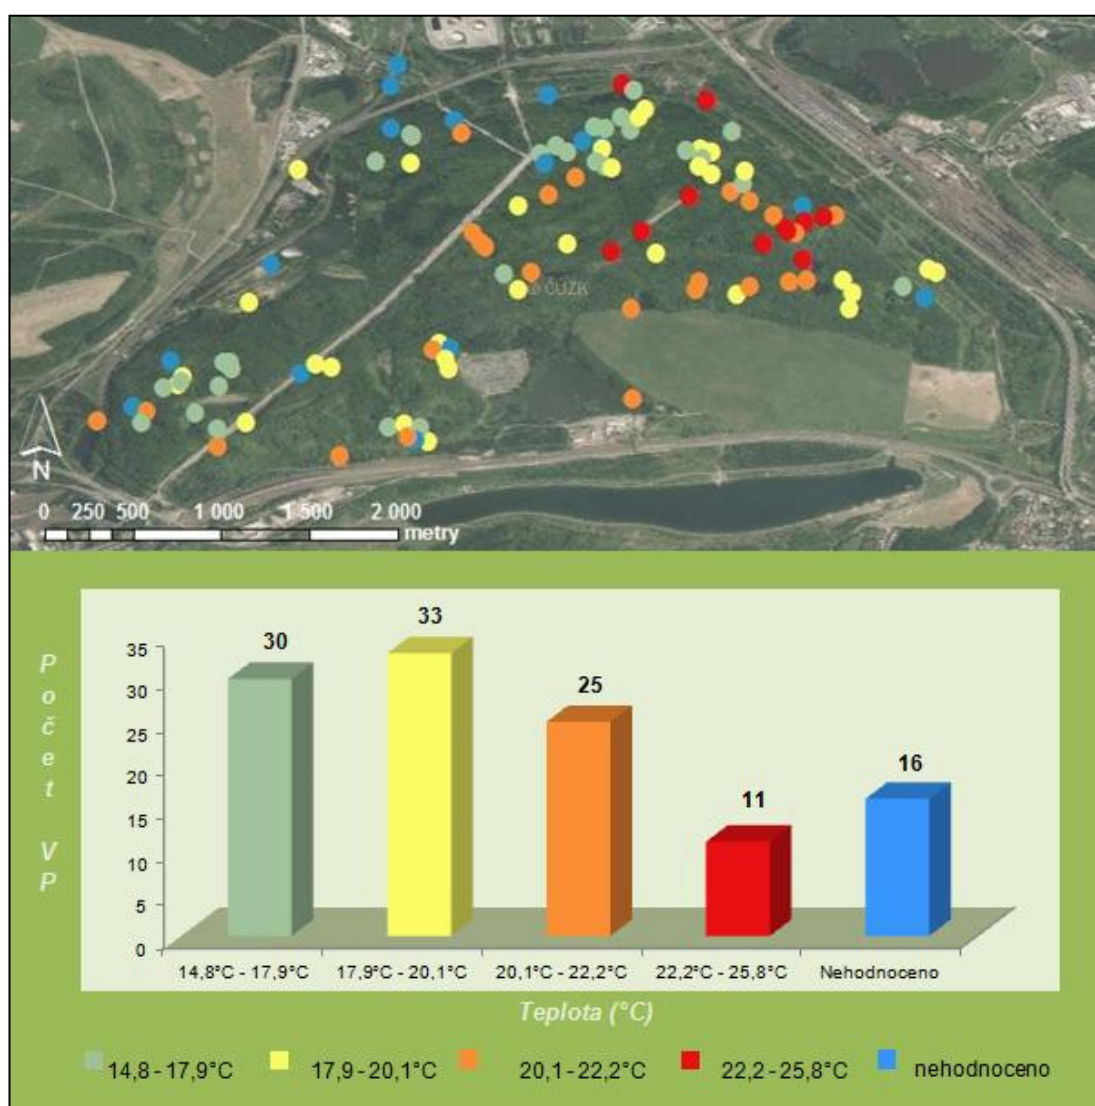 © ČÚZK
N
0 250 500 1 000 1 500 2 000
metry
Počet VP
35
30
25
20
15
10
5
0
30
33
25
11
16
14,8°C - 17,9°C 17,9°C - 20,1°C 20,1°C - 22,2°C 22,2°C - 25,8°C Nehodnoceno
Teplota (°C)
14,8 - 17,9°C 17,9 - 20,1°C 20,1 - 22,2°C 22,2 - 25,8°C nehodnoceno